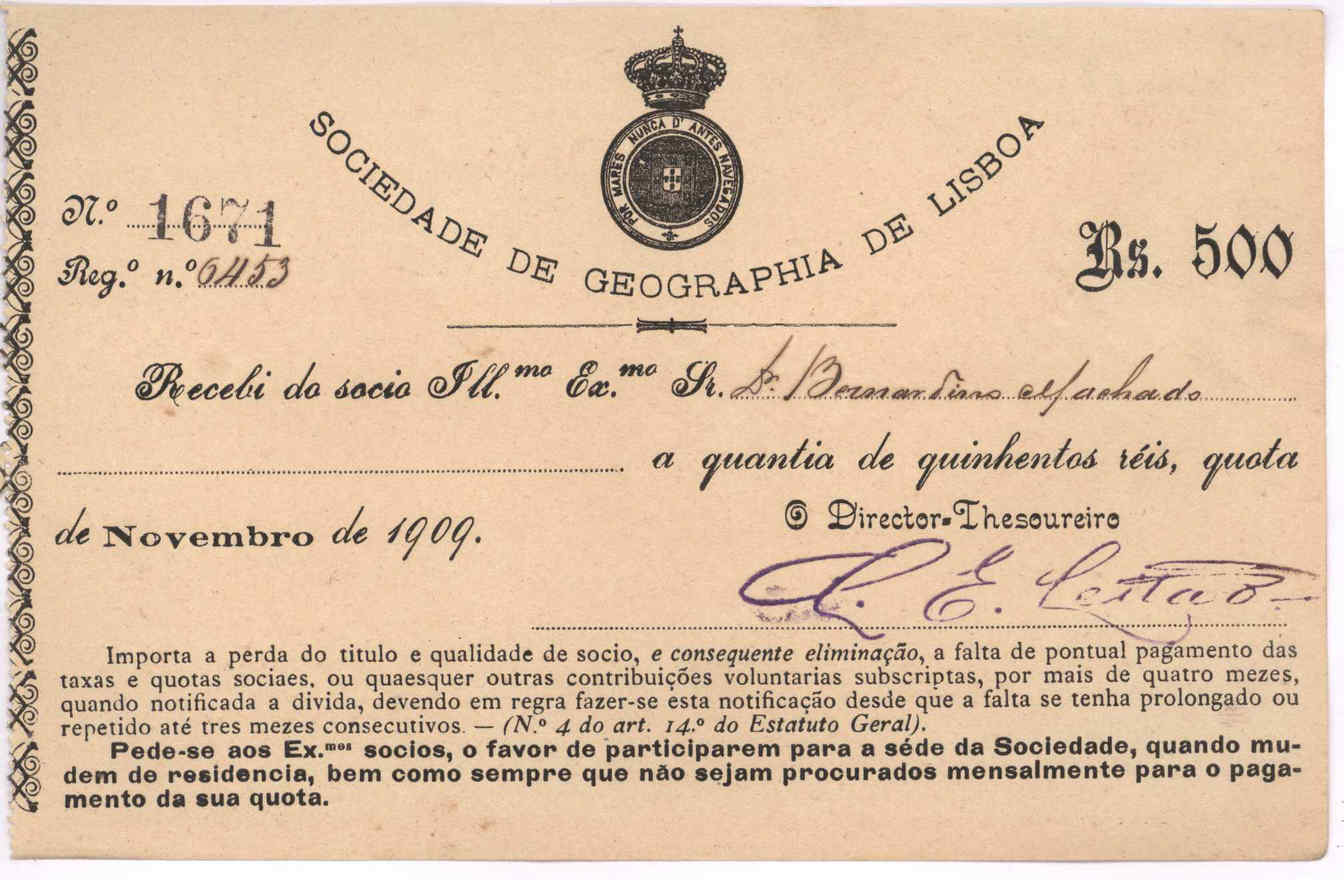 POR MARES NUNCA D' ANTES NAVEGADOS
SOCIEDADE DE GEOGRAPHIA DE LISBOA
N.º 1671
Reg.º n.º 6453
Rs. 500
Recebi do socio Ill.mo Ex.mo Sr. Dr. Bernardino Machado
a quantia de quinhentos réis, quota
de Novembro de 1909.
O Director-Thesoureiro
L. E. Leitão
Importa a perda do titulo e qualidade de socio, e consequente eliminação, a falta de pontual pagamento das
taxas e quotas sociaes, ou quaesquer outras contribuições voluntarias subscriptas, por mais de quatro mezes,
quando notificada a divida, devendo em regra fazer-se esta notificação desde que a falta se tenha prolongado ou
repetido até tres mezes consecutivos. — (N.º 4 do art. 14.º do Estatuto Geral).
Pede-se aos Ex.mos socios, o favor de participarem para a séde da Sociedade, quando mu-
dem de residencia, bem como sempre que não sejam procurados mensalmente para o paga-
mento da sua quota.